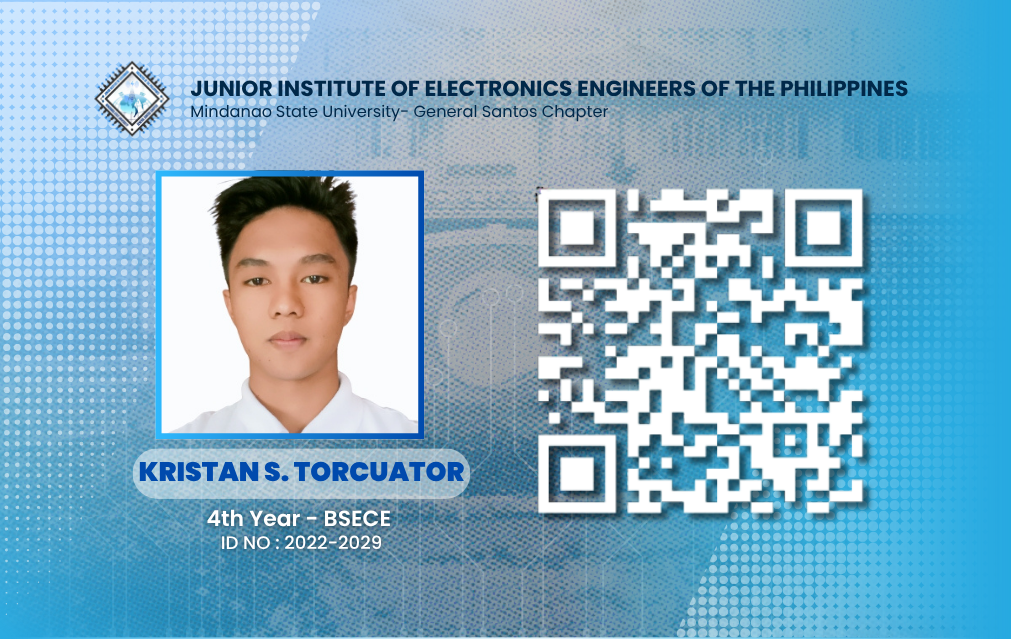 JUNIOR INSTITUTE OF ELECTRONICS ENGINEERS OF THE PHILIPPINES
Mindanao State University- General Santos Chapter
KRISTAN S. TORCUATOR
4th Year - BSECE
ID NO : 2022-2029